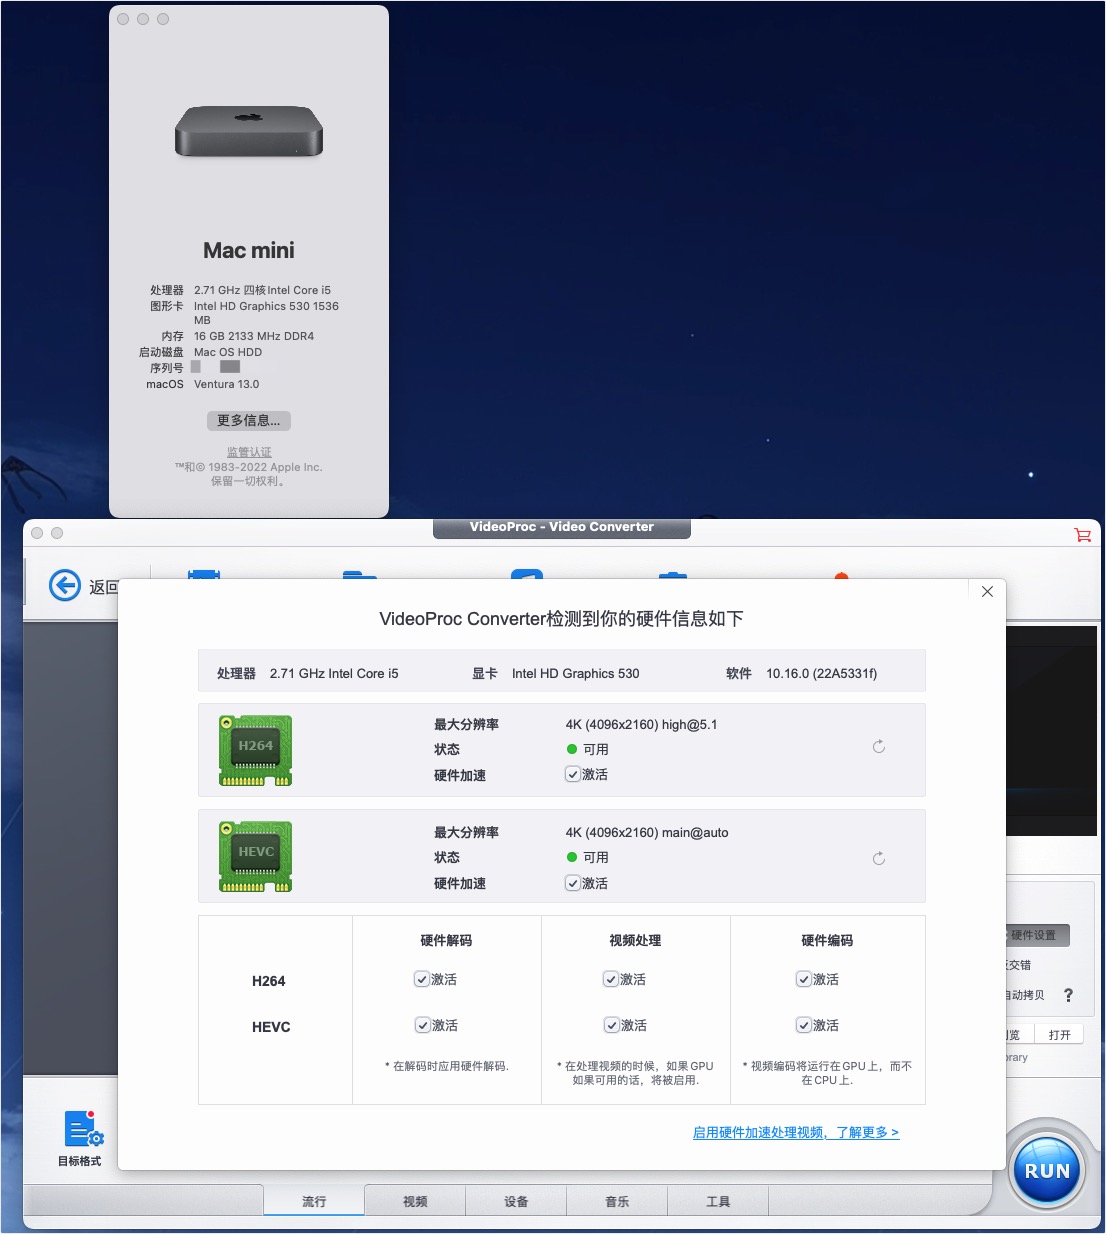 Mac mini
处理器 2.71 GHz 四核Intel Core i5
图形卡 Intel HD Graphics 530 1536
MB
内存 16 GB 2133 MHz DDR4
启动磁盘 Mac OS HDD
序列号
macOS Ventura 13.0
更多信息...
监管认证
™和© 1983-2022 Apple Inc.
保留一切权利。
VideoProc - Video Converter
返回
VideoProc Converter检测到你的硬件信息如下
处理器 2.71 GHz Intel Core i5 显卡 Intel HD Graphics 530 软件 10.16.0 (22A5331f)
H264
最大分辨率 4K (4096x2160) high@5.1
状态 可用
硬件加速 激活
HEVC
最大分辨率 4K (4096x2160) main@auto
状态 可用
硬件加速 激活
硬件解码 视频处理 硬件编码
H264 激活 激活 激活
HEVC 激活 激活 激活
* 在解码时应用硬件解码.
* 在处理视频的时候，如果GPU
如果可用的话，将被启用.
* 视频编码将运行在GPU上，而不
在CPU上.
启用硬件加速处理视频，了解更多 >
硬件设置
交错
自动拷贝 ?
览 打开
rary
目标格式
RUN
流行 视频 设备 音乐 工具